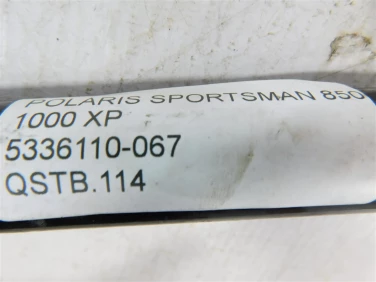 POLARIS SPORTSMAN 850
1000 XP
5336110-067
QSTB.114